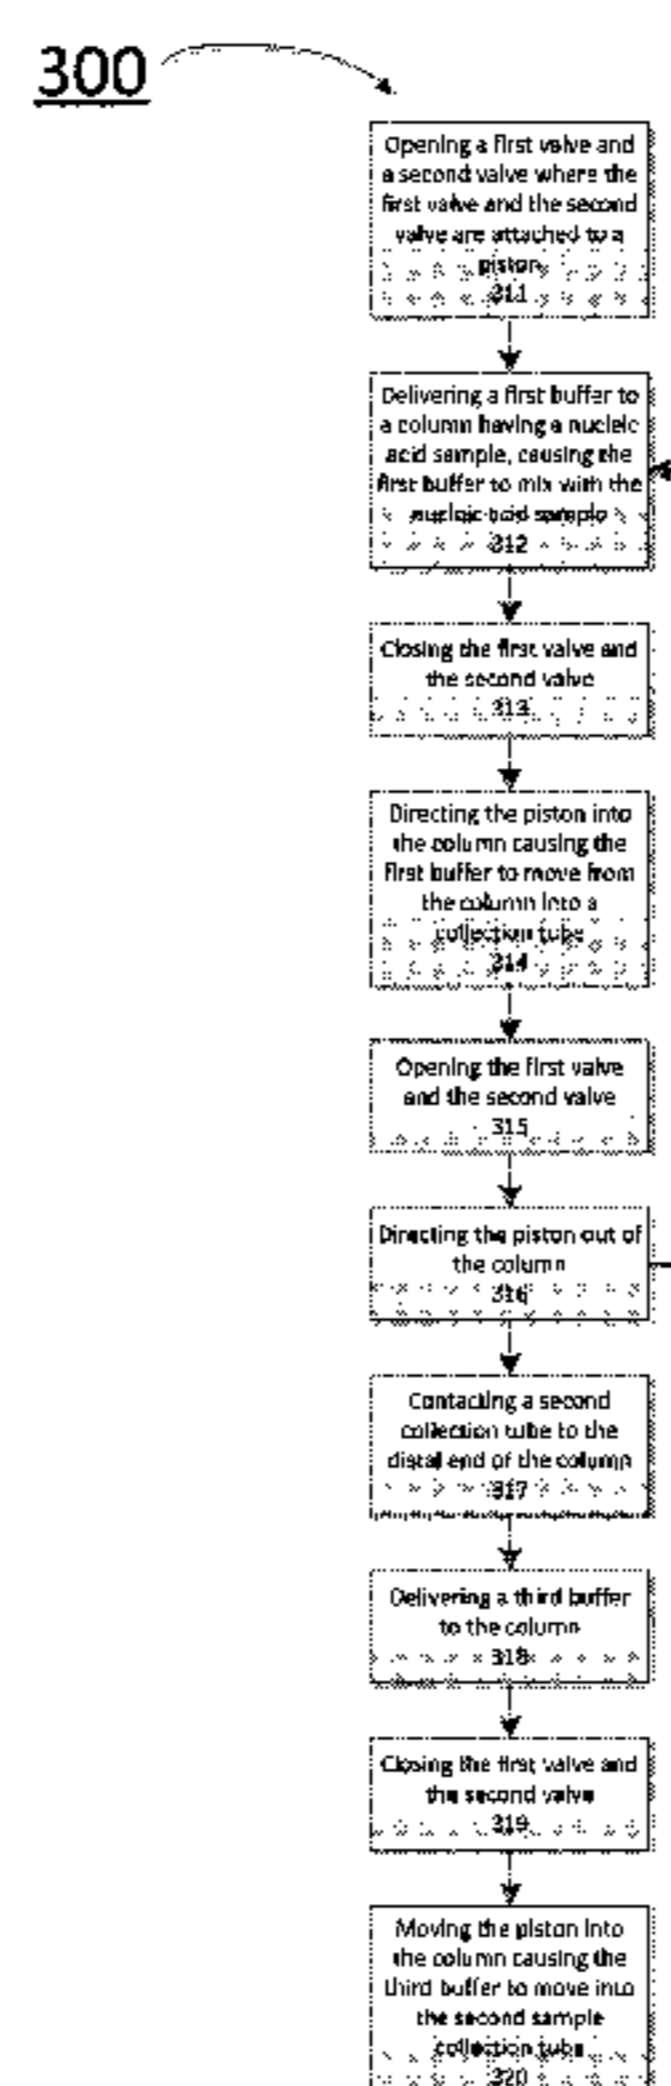 300
Opening a first valve and
a second valve where the
first valve and the second
valve are attached to a
piston
311
Delivering a first buffer to
a column having a nucleic
acid sample, causing the
first buffer to mix with the
nucleic acid sample
312
Closing the first valve and
the second valve
313
Directing the piston into
the column causing the
first buffer to move from
the column into a
collection tube
314
Opening the first valve
and the second valve
315
Directing the piston out of
the column
316
Contacting a second
collection tube to the
distal end of the column
317
Delivering a third buffer
to the column
318
Closing the first valve and
the second valve
319
Moving the piston into
the column causing the
third buffer to move into
the second sample
collection tube
320